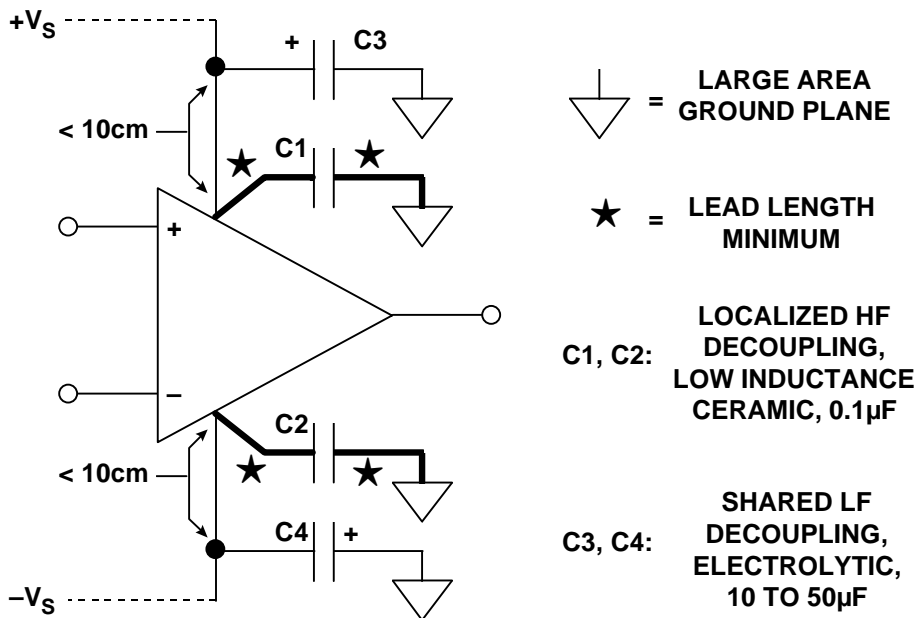 +VS
+ C3
< 10cm
C1
+
−
C2
< 10cm
C4 +
−VS
= LARGE AREA
GROUND PLANE
= LEAD LENGTH
MINIMUM
C1, C2: LOCALIZED HF
DECOUPLING,
LOW INDUCTANCE
CERAMIC, 0.1µF
C3, C4: SHARED LF
DECOUPLING,
ELECTROLYTIC,
10 TO 50µF